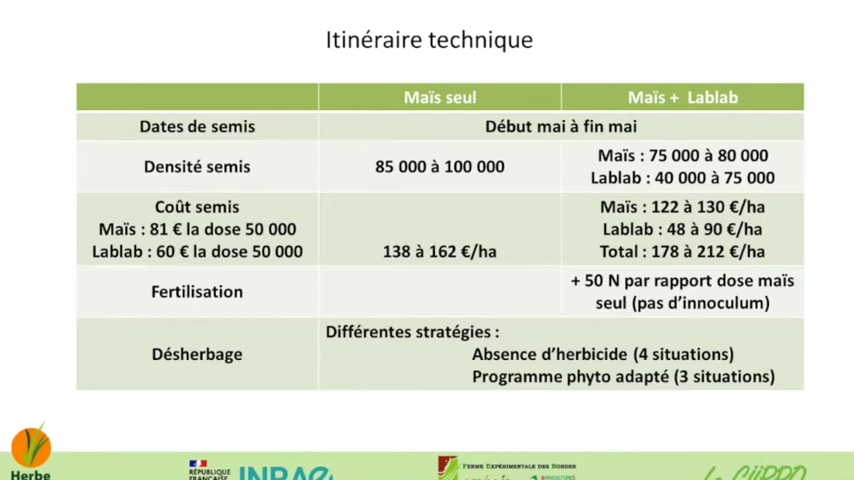 Itinéraire technique
Maïs seul
Maïs + Lablab
Dates de semis
Début mai à fin mai
Densité semis
85 000 à 100 000
Maïs : 75 000 à 80 000
Lablab : 40 000 à 75 000
Coût semis
Maïs : 81 € la dose 50 000
Lablab : 60 € la dose 50 000
138 à 162 €/ha
Maïs : 122 à 130 €/ha
Lablab : 48 à 90 €/ha
Total : 178 à 212 €/ha
Fertilisation
+ 50 N par rapport dose maïs
seul (pas d’innoculum)
Désherbage
Différentes stratégies :
Absence d’herbicide (4 situations)
Programme phyto adapté (3 situations)
Herbe
RÉPUBLIQUE
FRANÇAISE
INRAE
Ferme Expérimentale des Bordes